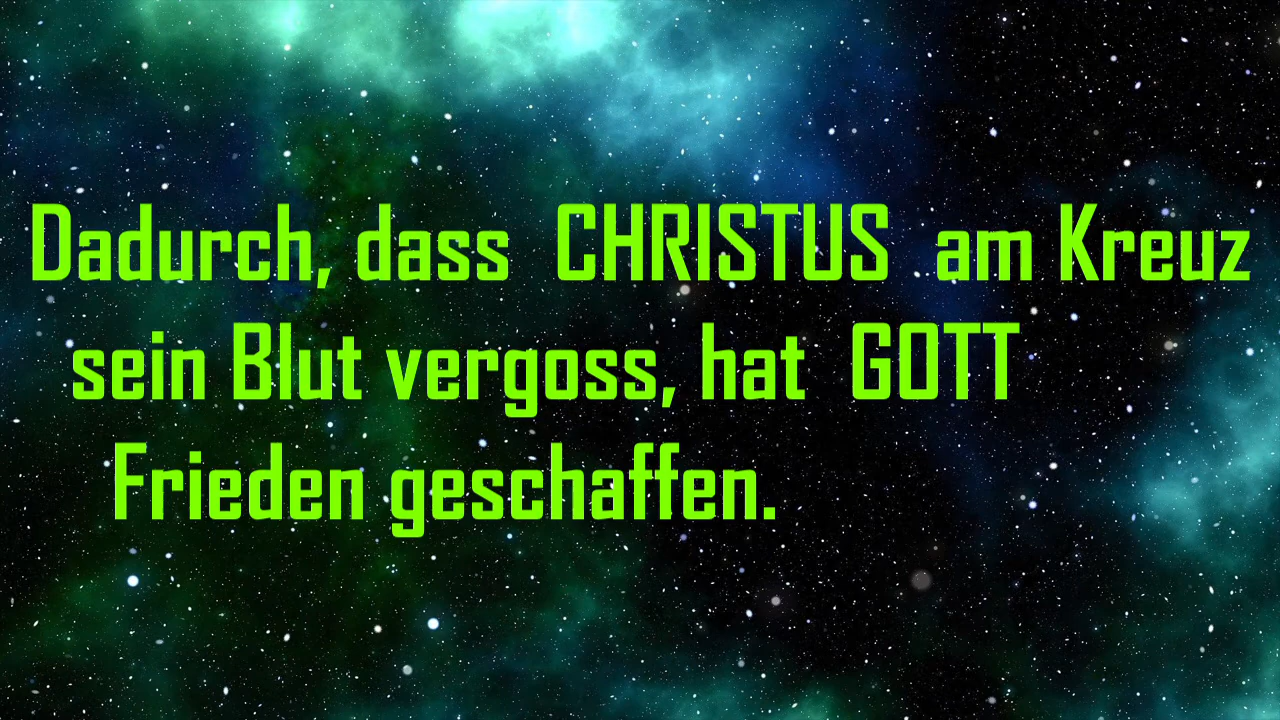 Dadurch, dass CHRISTUS am Kreuz
sein Blut vergoss, hat GOTT
Frieden geschaffen.